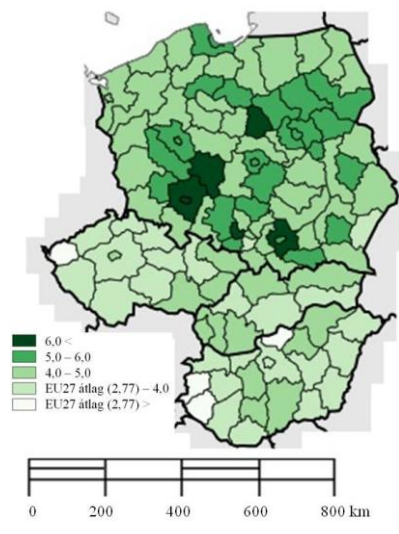 6,0 <
5,0 – 6,0
4,0 – 5,0
EU27 átlag (2,77) – 4,0
EU27 átlag (2,77) >
0 200 400 600 800 km